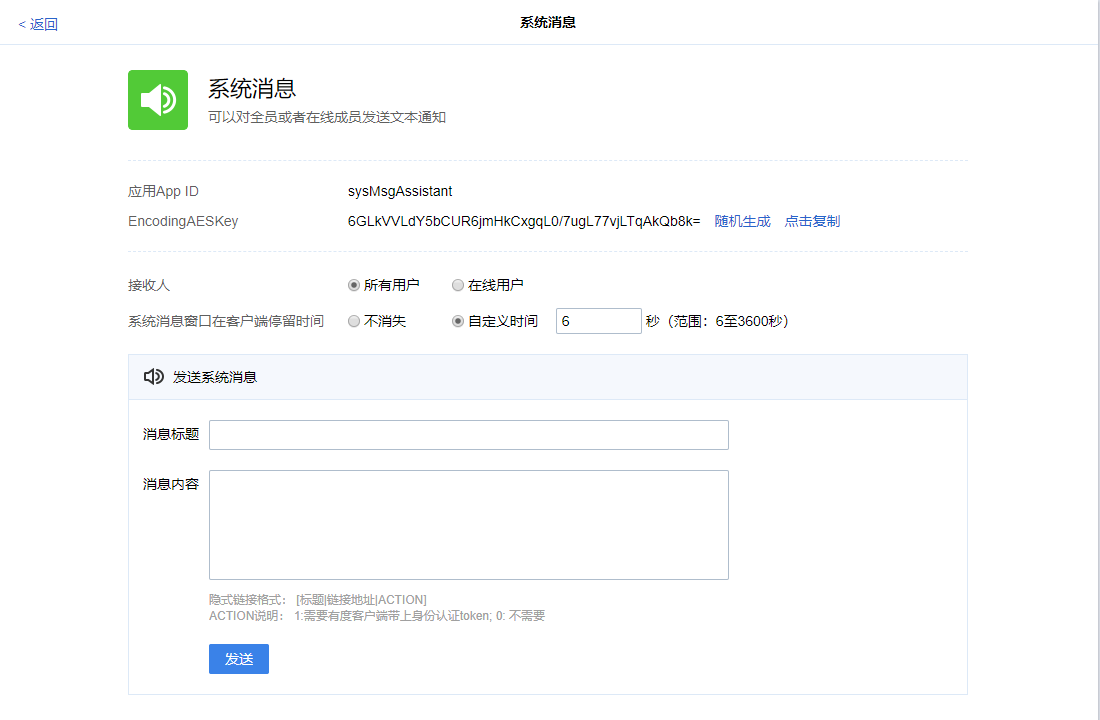 < 返回
系统消息
系统消息
可以对全员或者在线成员发送文本通知
应用App ID sysMsgAssistant
EncodingAESKey 6GLkVVLdY5bCUR6jmHkCxgqL0/7ugL77vjLTqAkQb8k= 随机生成 点击复制
接收人 所有用户 在线用户
系统消息窗口在客户端停留时间 不消失 自定义时间 6 秒（范围：6至3600秒）
发送系统消息
消息标题
消息内容
隐式链接格式： [标题|链接地址|ACTION]
ACTION说明： 1:需要有度客户端带上身份认证token; 0: 不需要
发送